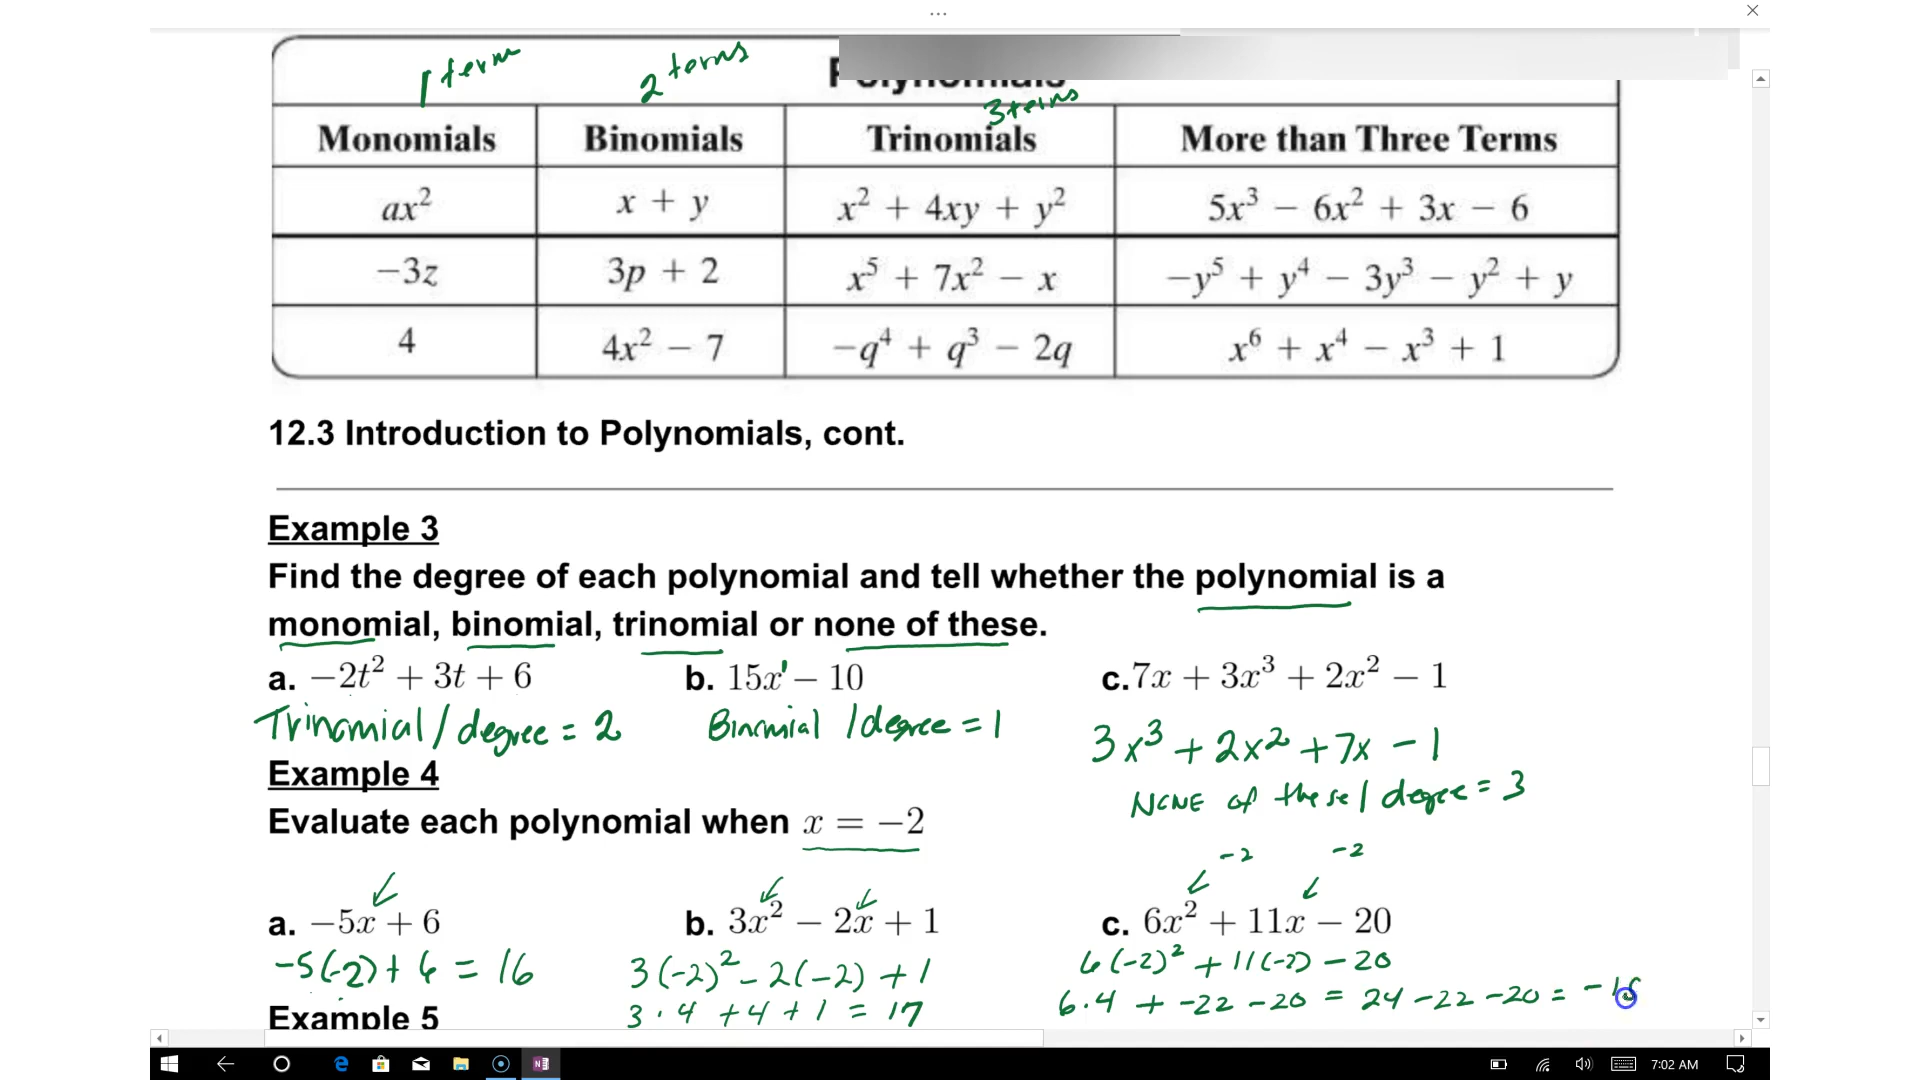 ...
1 term 2 terms
Polynomials
3 terms
Monomials Binomials Trinomials More than Three Terms
ax² x + y x² + 4xy + y² 5x³ − 6x² + 3x − 6
−3z 3p + 2 x⁵ + 7x² − x −y⁵ + y⁴ − 3y³ − y² + y
4 4x² − 7 −q⁴ + q³ − 2q x⁶ + x⁴ − x³ + 1
12.3 Introduction to Polynomials, cont.
Example 3
Find the degree of each polynomial and tell whether the polynomial is a
monomial, binomial, trinomial or none of these.
a. −2t² + 3t + 6 b. 15x¹ − 10 c. 7x + 3x³ + 2x² − 1
Trinomial / degree = 2 Binomial / degree = 1 3x³ + 2x² + 7x − 1
NONE of these / degree = 3
Example 4
Evaluate each polynomial when x = −2
−2 −2
a. −5x + 6 b. 3x² − 2x + 1 c. 6x² + 11x − 20
−5(−2) + 6 = 16 3(−2)² − 2(−2) + 1 6(−2)² + 11(−2) − 20
3 · 4 + 4 + 1 = 17 6·4 + −22 − 20 = 24 − 22 − 20 =
Example 5
7:02 AM